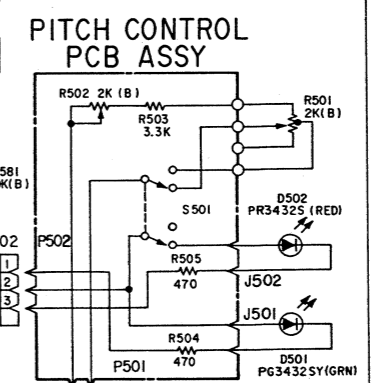 PITCH CONTROL
PCB ASSY
R502 2K (B)
R503
3.3K
R501
2K(B)
581
K(B)
S501
D502
PR3432S (RED)
02
P502
1
2
3
R505
470
J502
J501
R504
470
P501
D501
PG3432SY(GRN)